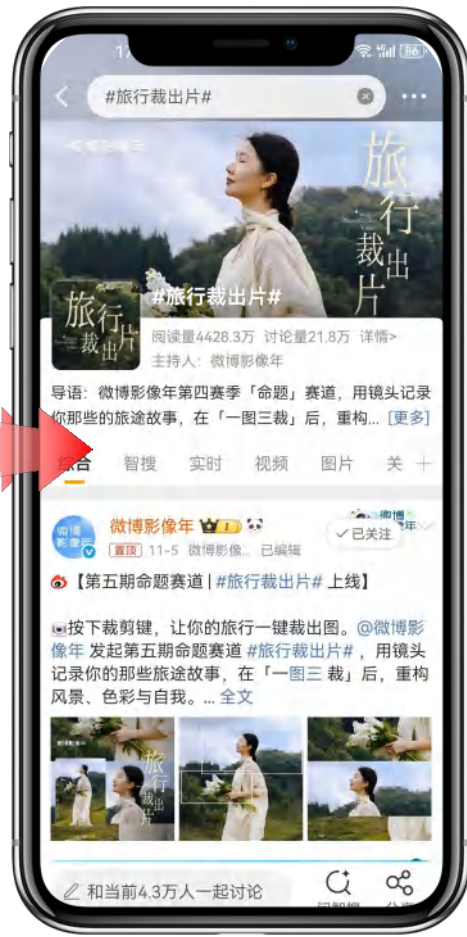 17
86
#旅行裁出片#
旅行裁出片
旅行裁出片
#旅行裁出片#
阅读量4428.3万 讨论量21.8万 详情>
主持人：微博影像年
导语：微博影像年第四赛季「命题」赛道，用镜头记录
你那些的旅途故事，在「一图三裁」后，重构... [更多]
综合 智搜 实时 视频 图片 关 +
微博影像年
置顶 11-5 微博影像... 已编辑
已关注
【第五期命题赛道 | #旅行裁出片# 上线】
按下裁剪键，让你的旅行一键裁出图。@微博影
像年 发起第五期命题赛道 #旅行裁出片# ，用镜头
记录你的那些旅途故事，在「一图三 裁」后，重构
风景、色彩与自我。... 全文
旅行裁出片
和当前4.3万人一起讨论